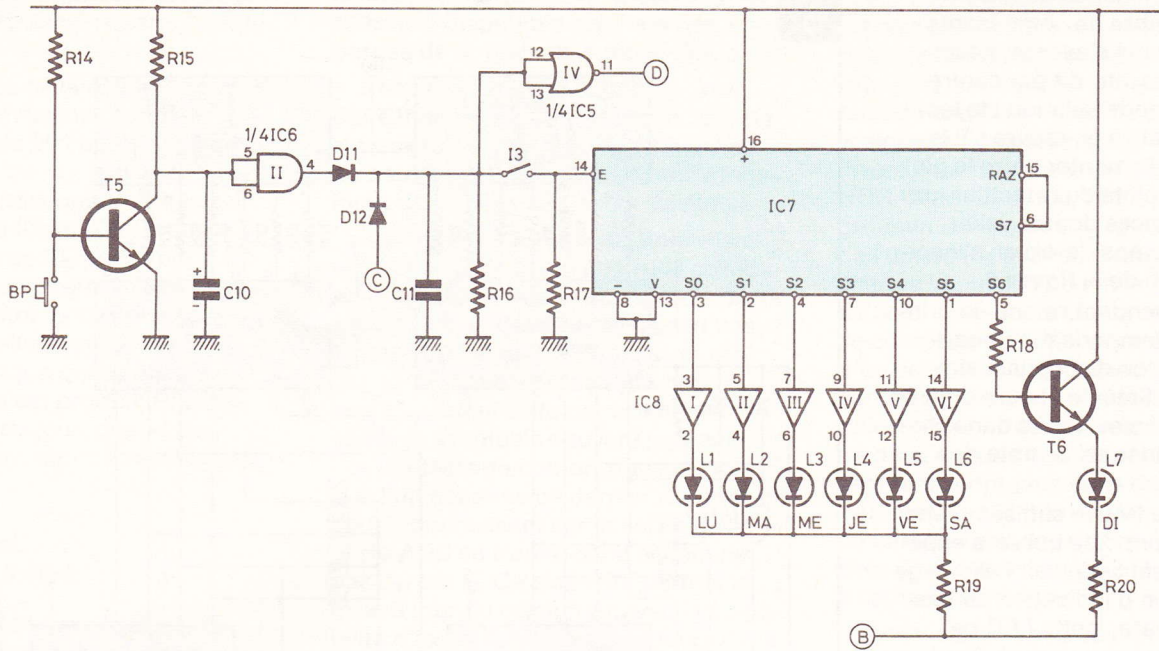 R14
R15
12
IV
11
D
13
1/4IC5
1/4IC6
5
II
4
6
D11
I3
14
E
16
+
IC7
RAZ
15
S7
6
T5
D12
C
BP
+
C10
-
C11
R16
R17
-
V
S0
S1
S2
S3
S4
S5
S6
8
13
3
2
4
7
10
1
5
R18
T6
IC8
3
5
7
9
11
14
I
II
III
IV
V
VI
2
4
6
10
12
15
L1
L2
L3
L4
L5
L6
L7
LU
MA
ME
JE
VE
SA
DI
R19
R20
B